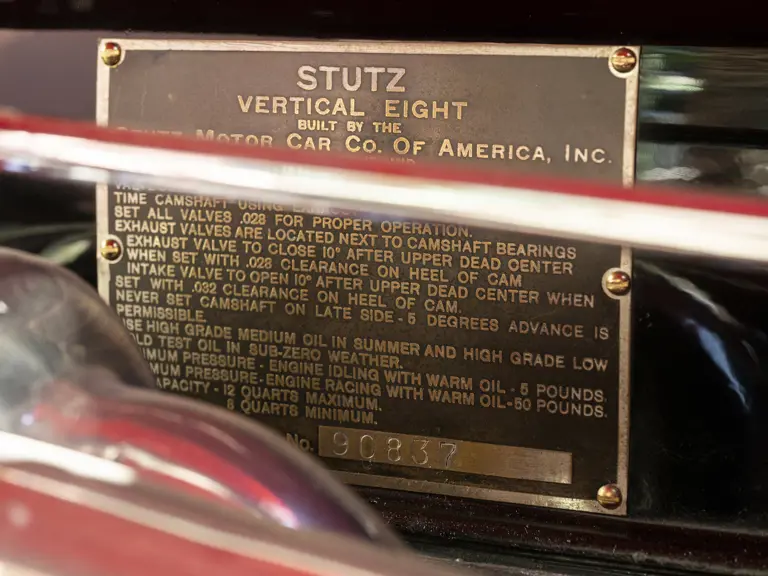 STUTZ
VERTICAL EIGHT
BUILT BY THE
MOTOR CAR CO. OF AMERICA, INC.
TIME CAMSHAFT USING
SET ALL VALVES .028 FOR PROPER OPERATION.
EXHAUST VALVES ARE LOCATED NEXT TO CAMSHAFT BEARINGS
EXHAUST VALVE TO CLOSE 10° AFTER UPPER DEAD CENTER
WHEN SET WITH .028 CLEARANCE ON HEEL OF CAM
INTAKE VALVE TO OPEN 10° AFTER UPPER DEAD CENTER WHEN
SET WITH .032 CLEARANCE ON HEEL OF CAM.
NEVER SET CAMSHAFT ON LATE SIDE - 5 DEGREES ADVANCE IS
PERMISSIBLE.
HIGH GRADE MEDIUM OIL IN SUMMER AND HIGH GRADE LOW
TEST OIL IN SUB-ZERO WEATHER.
PRESSURE - ENGINE IDLING WITH WARM OIL - 5 POUNDS.
PRESSURE - ENGINE RACING WITH WARM OIL - 50 POUNDS.
- 12 QUARTS MAXIMUM.
8 QUARTS MINIMUM.
No. 90837